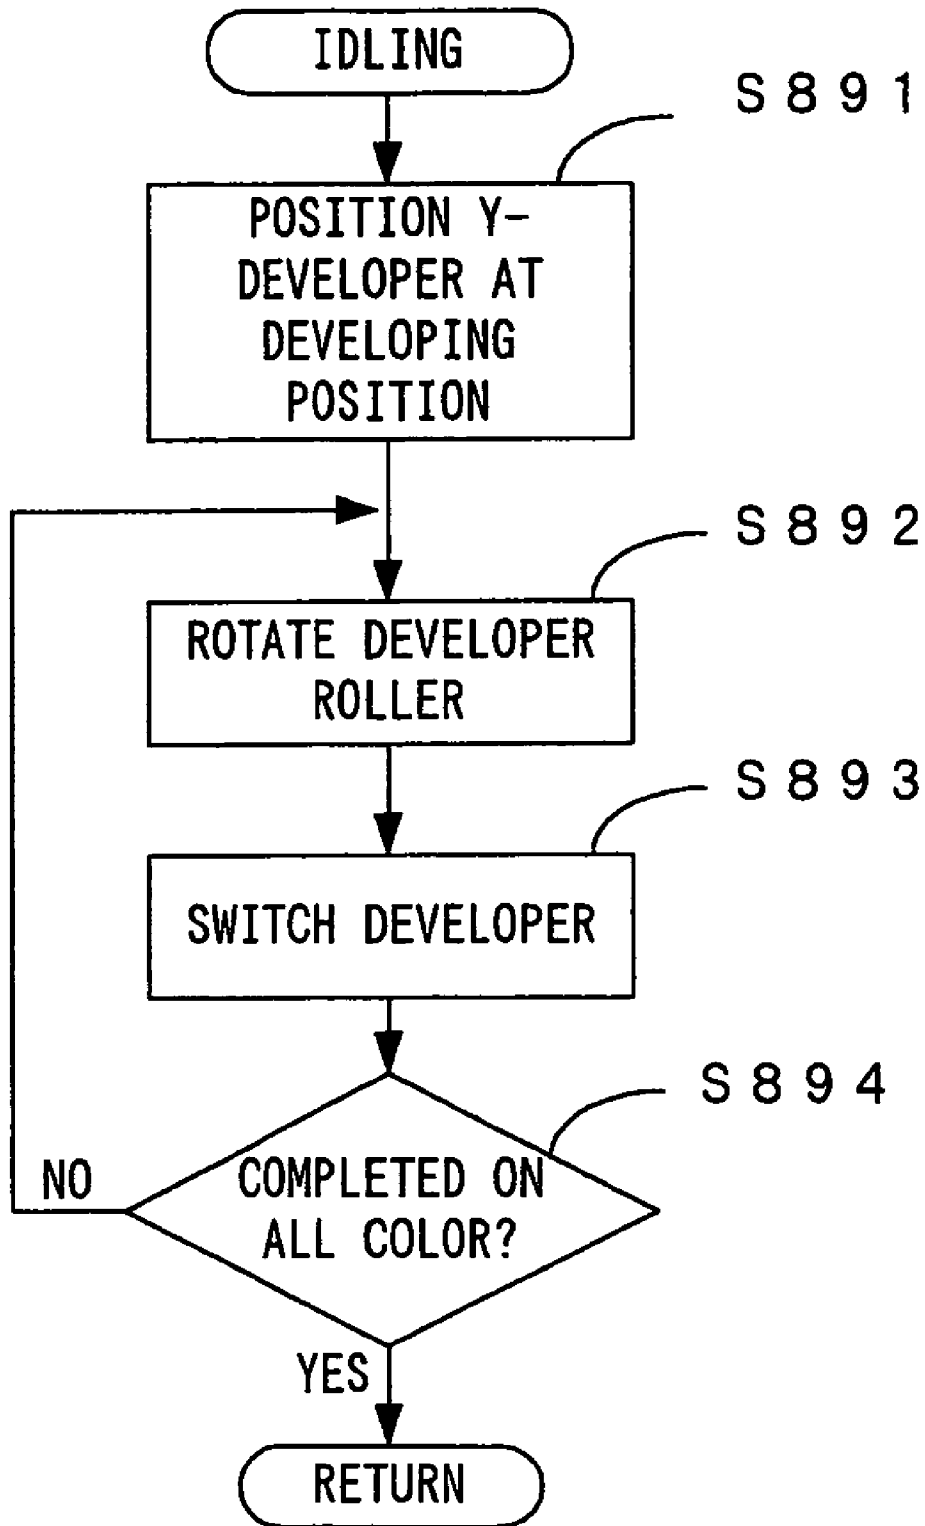 IDLING
S891
POSITION Y-
DEVELOPER AT
DEVELOPING
POSITION
S892
ROTATE DEVELOPER
ROLLER
S893
SWITCH DEVELOPER
S894
NO
COMPLETED ON
ALL COLOR?
YES
RETURN